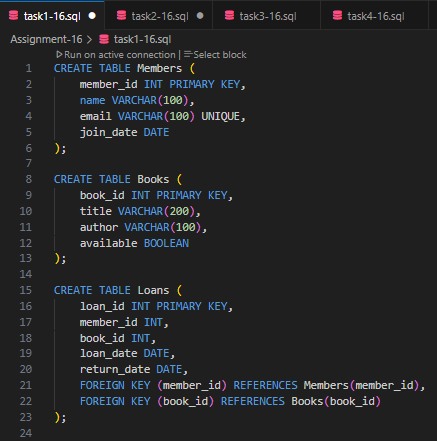 task1-16.sql ● task2-16.sql ● task3-16.sql task4-16.sql
Assignment-16 > task1-16.sql
Run on active connection | Select block
1 CREATE TABLE Members (
2 member_id INT PRIMARY KEY,
3 name VARCHAR(100),
4 email VARCHAR(100) UNIQUE,
5 join_date DATE
6 );
7
8 CREATE TABLE Books (
9 book_id INT PRIMARY KEY,
10 title VARCHAR(200),
11 author VARCHAR(100),
12 available BOOLEAN
13 );
14
15 CREATE TABLE Loans (
16 loan_id INT PRIMARY KEY,
17 member_id INT,
18 book_id INT,
19 loan_date DATE,
20 return_date DATE,
21 FOREIGN KEY (member_id) REFERENCES Members(member_id),
22 FOREIGN KEY (book_id) REFERENCES Books(book_id)
23 );
24